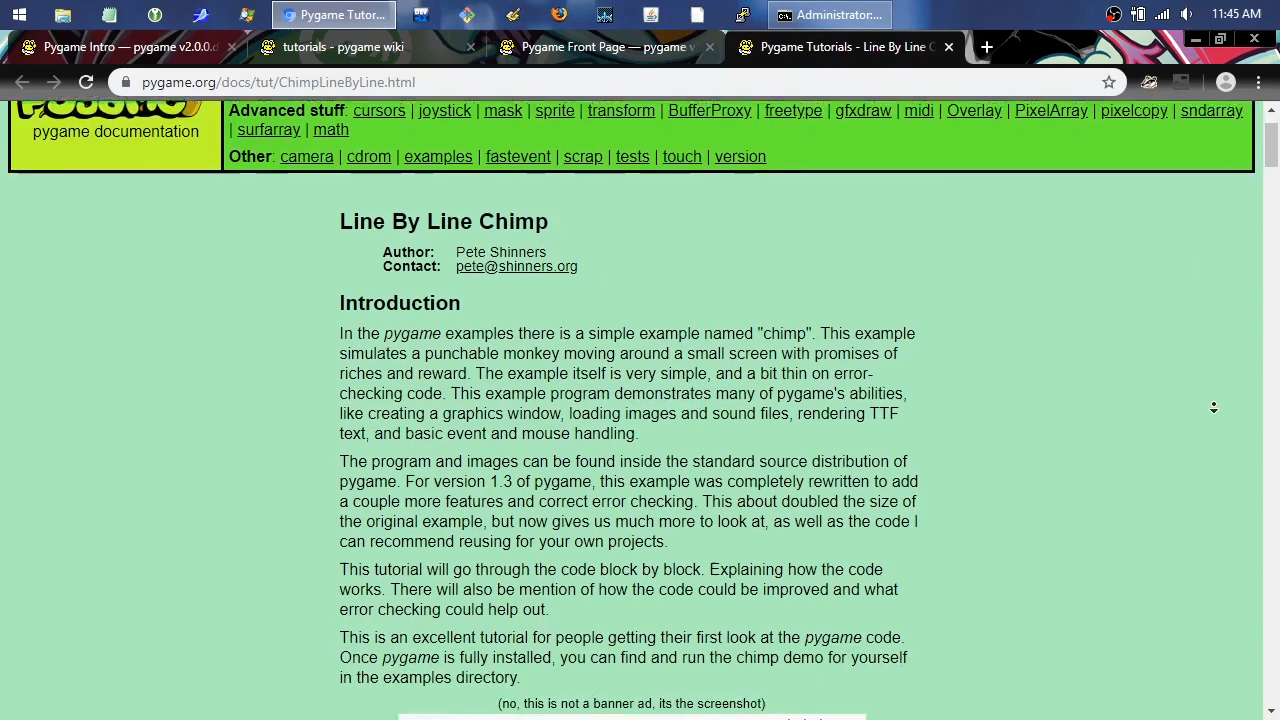 Pygame Tutor...
Administrator:...
11:45 AM
Pygame Intro — pygame v2.0.0.d
tutorials - pygame wiki
Pygame Front Page — pygame v
Pygame Tutorials - Line By Line C
pygame.org/docs/tut/ChimpLineByLine.html
pygame documentation
Advanced stuff: cursors | joystick | mask | sprite | transform | BufferProxy | freetype | gfxdraw | midi | Overlay | PixelArray | pixelcopy | sndarray
| surfarray | math
Other: camera | cdrom | examples | fastevent | scrap | tests | touch | version
Line By Line Chimp
Author: Pete Shinners
Contact: pete@shinners.org
Introduction
In the pygame examples there is a simple example named "chimp". This example
simulates a punchable monkey moving around a small screen with promises of
riches and reward. The example itself is very simple, and a bit thin on error-
checking code. This example program demonstrates many of pygame's abilities,
like creating a graphics window, loading images and sound files, rendering TTF
text, and basic event and mouse handling.
The program and images can be found inside the standard source distribution of
pygame. For version 1.3 of pygame, this example was completely rewritten to add
a couple more features and correct error checking. This about doubled the size of
the original example, but now gives us much more to look at, as well as the code I
can recommend reusing for your own projects.
This tutorial will go through the code block by block. Explaining how the code
works. There will also be mention of how the code could be improved and what
error checking could help out.
This is an excellent tutorial for people getting their first look at the pygame code.
Once pygame is fully installed, you can find and run the chimp demo for yourself
in the examples directory.
(no, this is not a banner ad, its the screenshot)